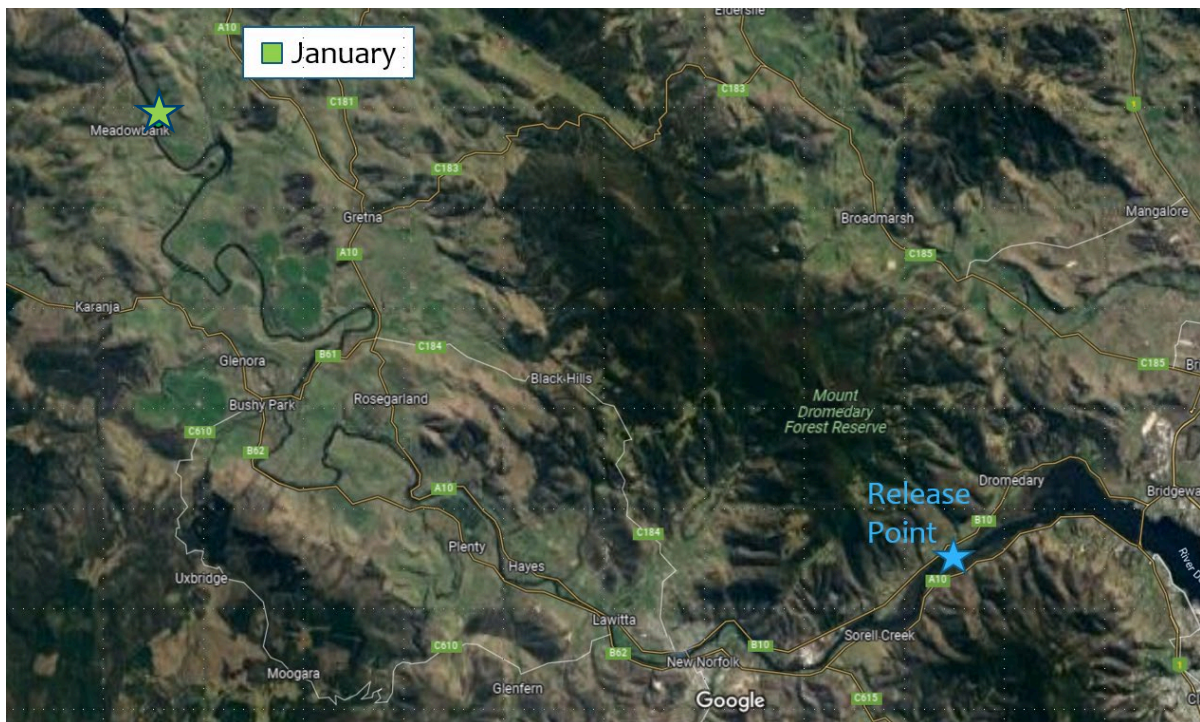 Elderslie
A10
January
C181
C183
1
Meadowbank
C183
Gretna
Broadmarsh
Mangalore
A10
C185
Karanja
B61
C184
Glenora
C185
Black Hills
Bushy Park
Rosegarland
Mount
Dromedary
Forest Reserve
C610
B62
A10
Release
Point
Dromedary
Bridgewa
B10
C184
Plenty
Hayes
Uxbridge
A10
Lawitta
Sorell Creek
C610
B62
New Norfolk
B10
1
Moogara
Glenfern
Google
C615